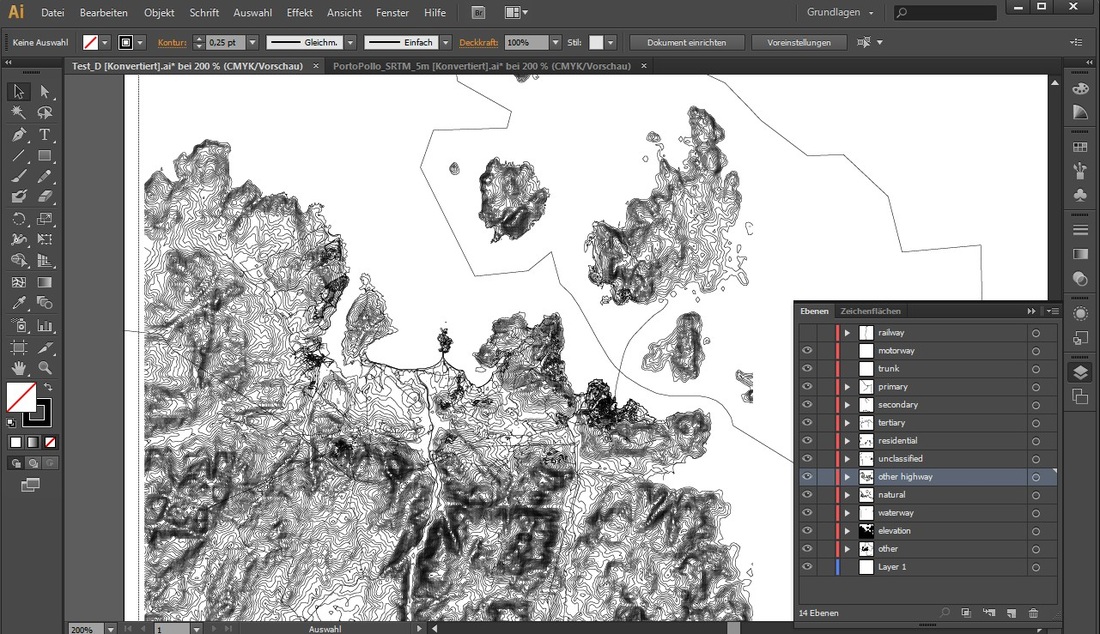 Ai Datei Bearbeiten Objekt Schrift Auswahl Effekt Ansicht Fenster Hilfe Br Grundlagen
Keine Auswahl Kontur: 0,25 pt Gleichm. Einfach Deckkraft: 100% Stil: Dokument einrichten Voreinstellungen
Test_D [Konvertiert].ai* bei 200 % (CMYK/Vorschau) × PortoPollo_SRTM_5m [Konvertiert].ai* bei 200 % (CMYK/Vorschau) ×
T
Ebenen Zeichenflächen
railway
motorway
trunk
primary
secondary
tertiary
residential
unclassified
other highway
natural
waterway
elevation
other
Layer 1
14 Ebenen
200% 1 Auswahl